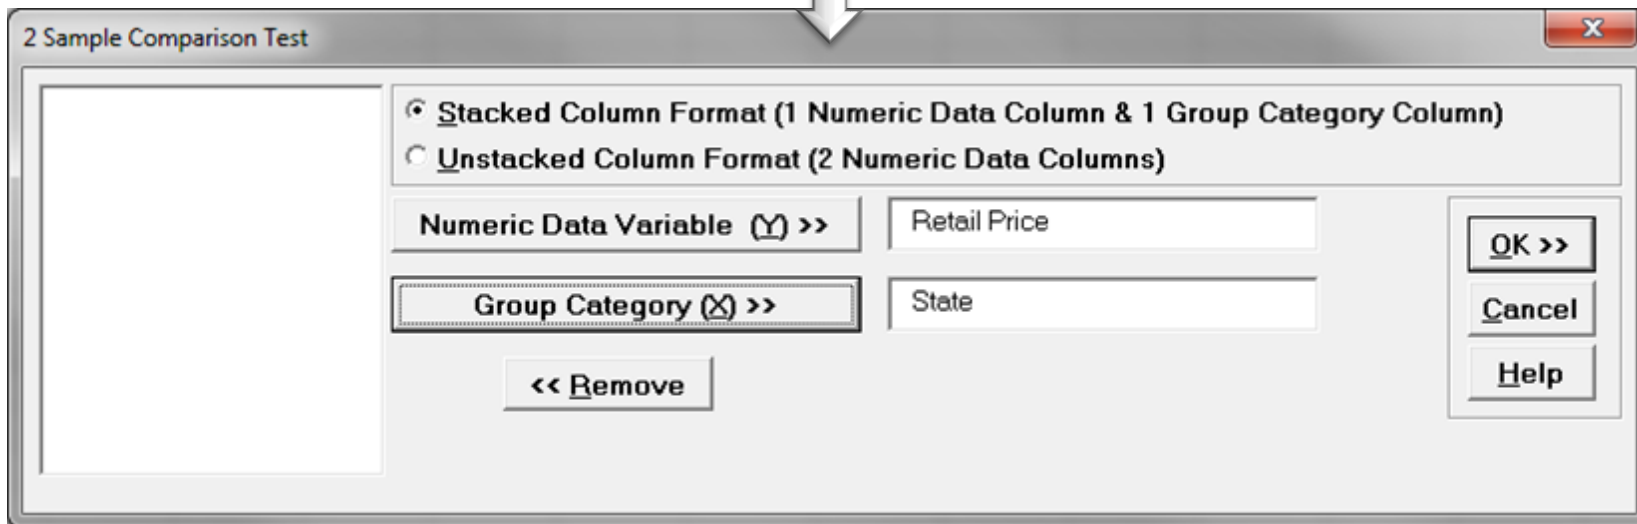 2 Sample Comparison Test
x
Stacked Column Format (1 Numeric Data Column & 1 Group Category Column)
Unstacked Column Format (2 Numeric Data Columns)
Numeric Data Variable (Y) >>
Retail Price
OK >>
Group Category (X) >>
State
Cancel
<< Remove
Help